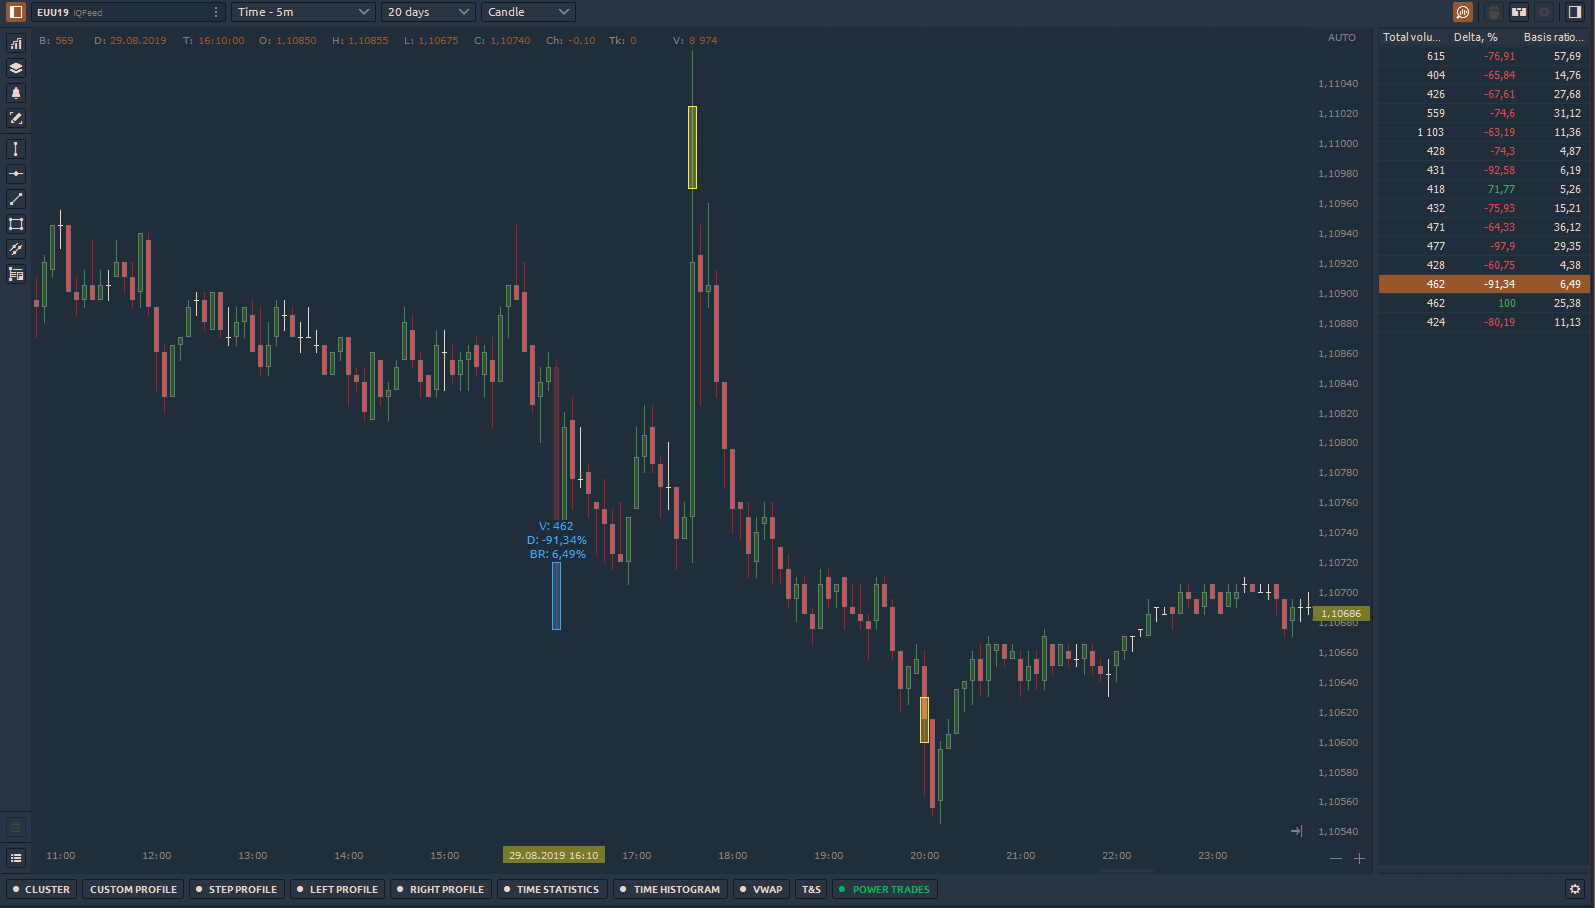 EUU19 IQFeed Time - 5m 20 days Candle
B: 569 D: 29.08.2019 T: 16:10:00 O: 1,10850 H: 1,10855 L: 1,10675 C: 1,10740 Ch: -0,10 Tk: 0 V: 8 974
AUTO
1,11040
1,11020
1,11000
1,10980
1,10960
1,10940
1,10920
1,10900
1,10880
1,10860
1,10840
1,10820
1,10800
1,10780
1,10760
1,10740
1,10720
1,10700
1,10686
1,10680
1,10660
1,10640
1,10620
1,10600
1,10580
1,10560
1,10540
V: 462
D: -91,34%
BR: 6,49%
11:00 12:00 13:00 14:00 15:00 29.08.2019 16:10 17:00 18:00 19:00 20:00 21:00 22:00 23:00
Total volu... Delta, % Basis ratio...
615 -76,91 57,69
404 -65,84 14,76
426 -67,61 27,68
559 -74,6 31,12
1 103 -63,19 11,36
428 -74,3 4,87
431 -92,58 6,19
418 71,77 5,26
432 -75,93 15,21
471 -64,33 36,12
477 -97,9 29,35
428 -60,75 4,38
462 -91,34 6,49
462 100 25,38
424 -80,19 11,13
CLUSTER CUSTOM PROFILE STEP PROFILE LEFT PROFILE RIGHT PROFILE TIME STATISTICS TIME HISTOGRAM VWAP T&S POWER TRADES